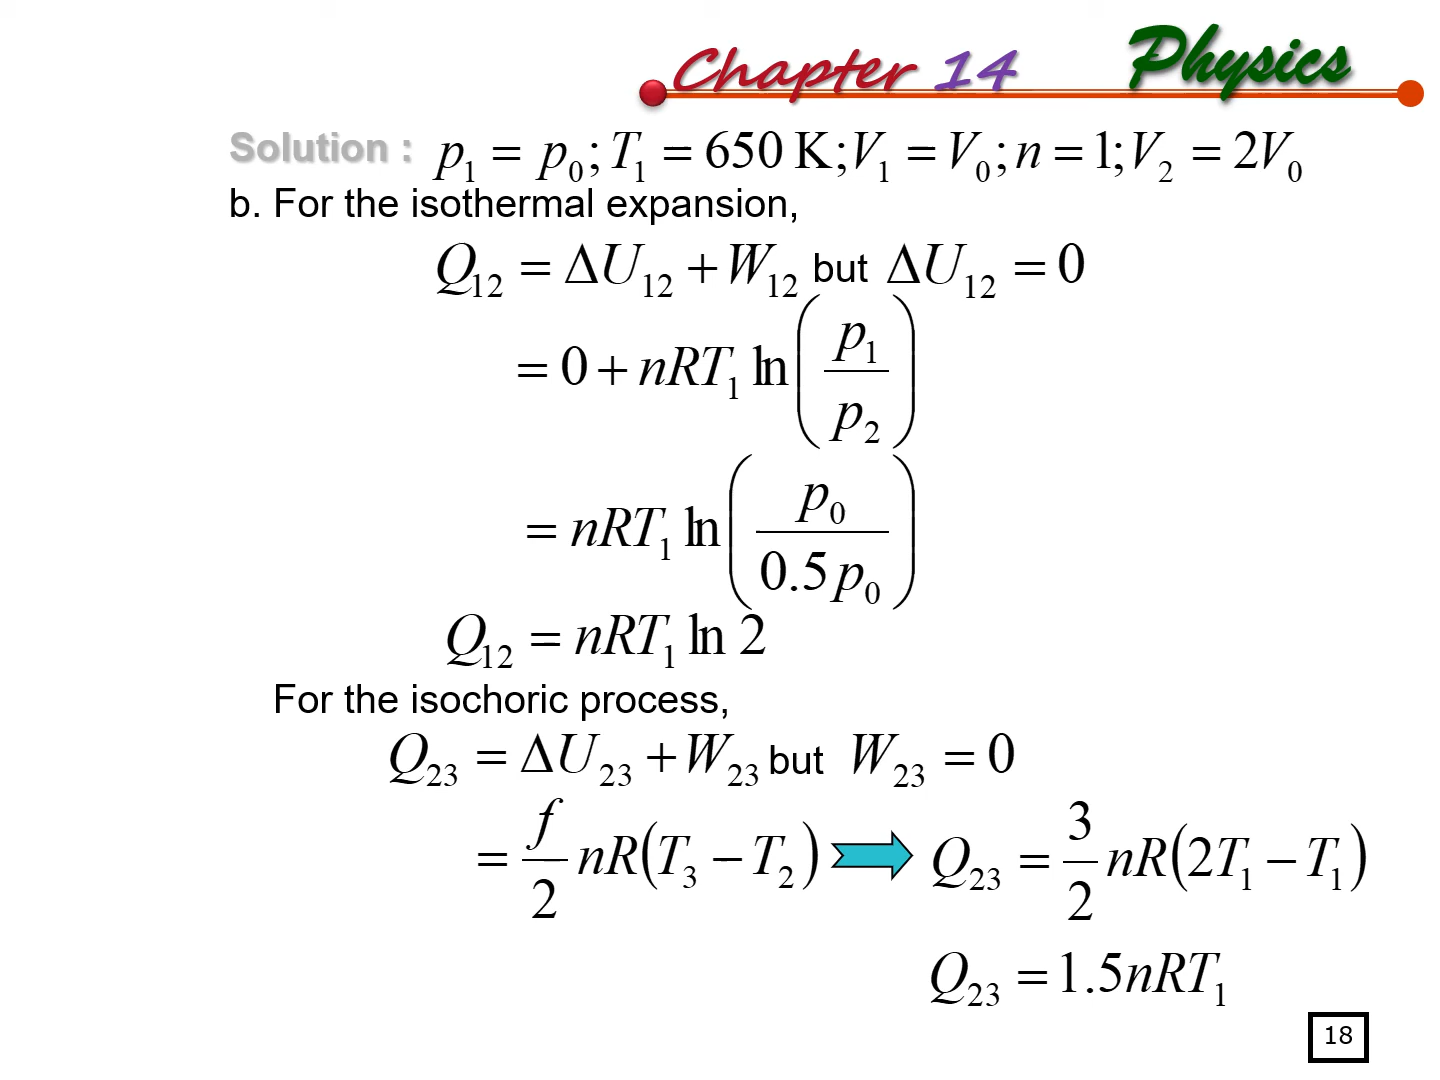 Chapter 14 Physics
Solution : p₁ = p₀; T₁ = 650 K; V₁ = V₀; n = 1; V₂ = 2V₀
b. For the isothermal expansion,
Q₁₂ = ΔU₁₂ + W₁₂ but ΔU₁₂ = 0
= 0 + nRT₁ ln(p₁/p₂)
= nRT₁ ln(p₀/0.5p₀)
Q₁₂ = nRT₁ ln 2
For the isochoric process,
Q₂₃ = ΔU₂₃ + W₂₃ but W₂₃ = 0
= f/2 nR(T₃ − T₂) Q₂₃ = 3/2 nR(2T₁ − T₁)
Q₂₃ = 1.5nRT₁
18